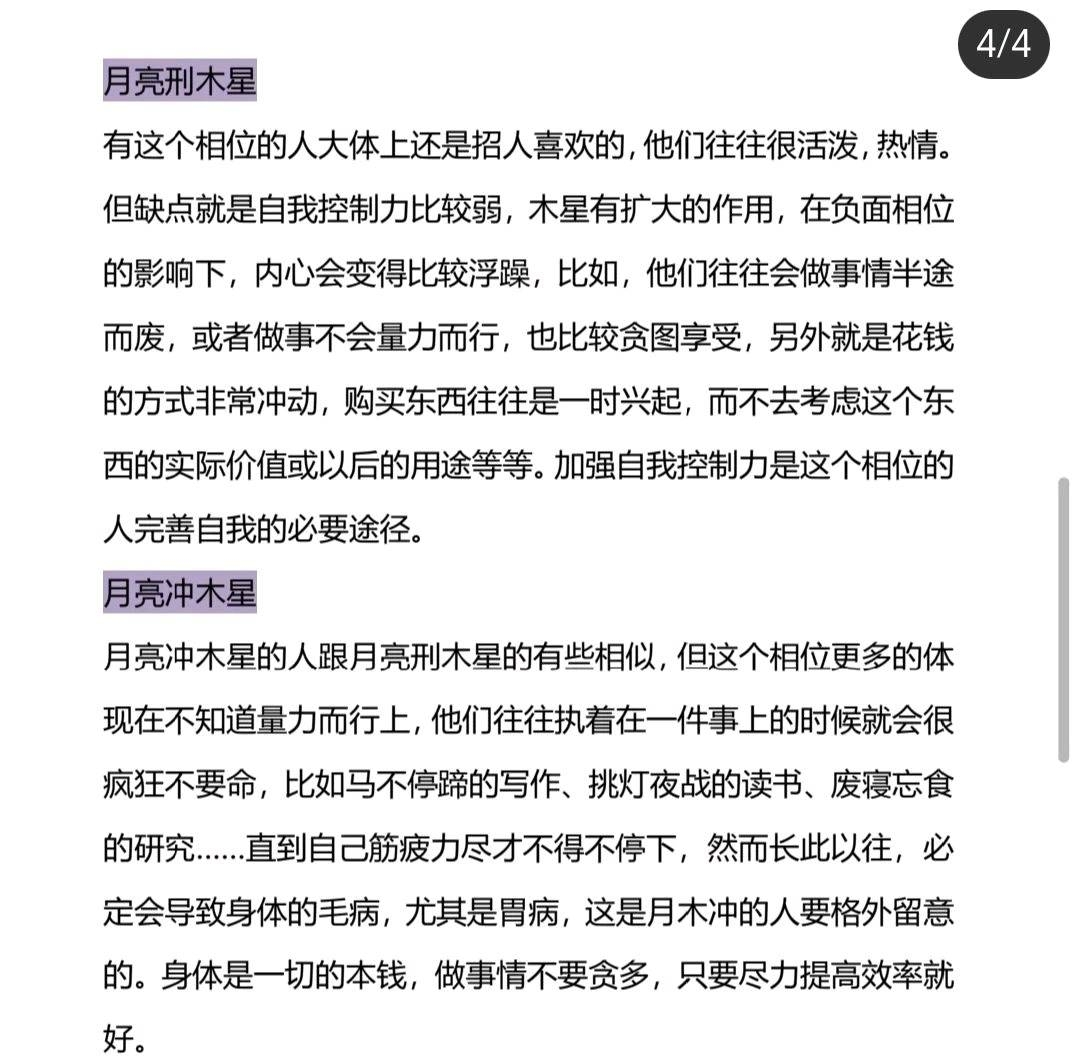 4/4
月亮刑木星
有这个相位的人大体上还是招人喜欢的,他们往往很活泼,热情。
但缺点就是自我控制力比较弱，木星有扩大的作用，在负面相位
的影响下，内心会变得比较浮躁，比如，他们往往会做事情半途
而废，或者做事不会量力而行，也比较贪图享受，另外就是花钱
的方式非常冲动，购买东西往往是一时兴起，而不去考虑这个东
西的实际价值或以后的用途等等。加强自我控制力是这个相位的
人完善自我的必要途径。
月亮冲木星
月亮冲木星的人跟月亮刑木星的有些相似,但这个相位更多的体
现在不知道量力而行上,他们往往执着在一件事上的时候就会很
疯狂不要命，比如马不停蹄的写作、挑灯夜战的读书、废寝忘食
的研究......直到自己筋疲力尽才不得不停下，然而长此以往，必
定会导致身体的毛病，尤其是胃病，这是月木冲的人要格外留意
的。身体是一切的本钱，做事情不要贪多，只要尽力提高效率就
好。